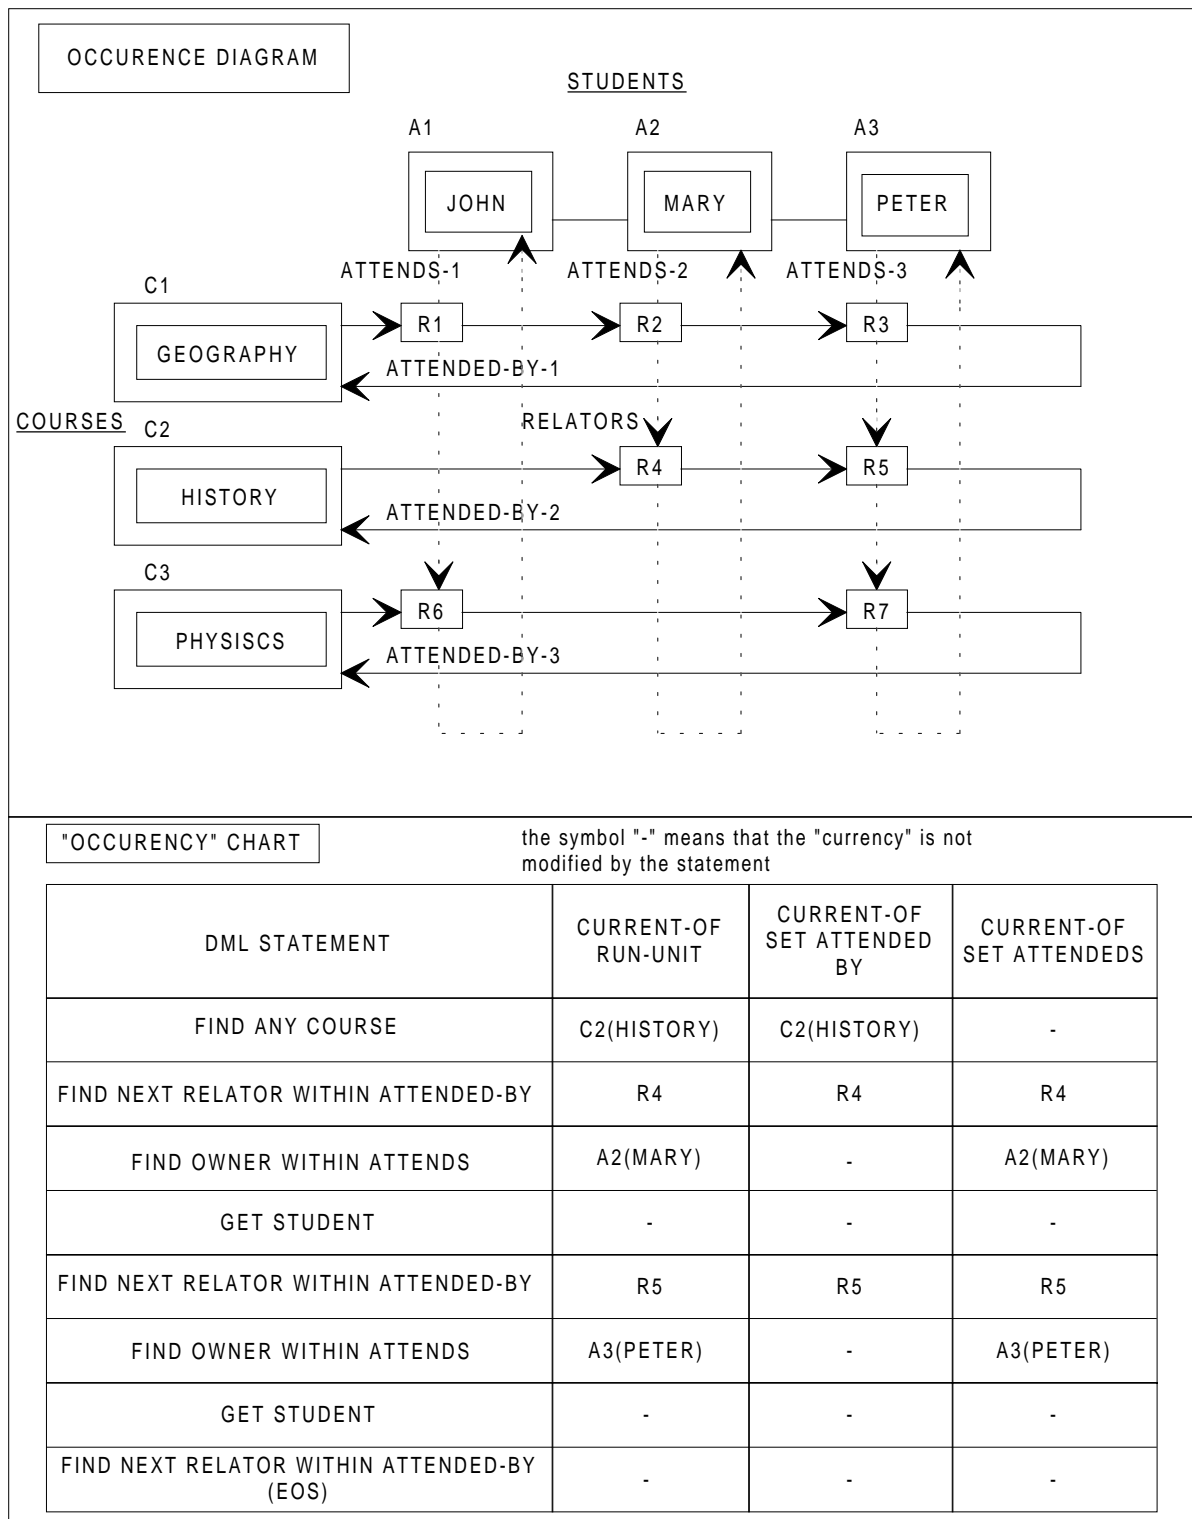 OCCURENCE DIAGRAM
STUDENTS
A1 A2 A3
JOHN MARY PETER
ATTENDS-1 ATTENDS-2 ATTENDS-3
C1
R1 R2 R3
GEOGRAPHY
ATTENDED-BY-1
COURSES C2 RELATORS
R4 R5
HISTORY
ATTENDED-BY-2
C3
R6 R7
PHYSISCS
ATTENDED-BY-3
"OCCURENCY" CHART
the symbol "-" means that the "currency" is not
modified by the statement
DML STATEMENT
CURRENT-OF
RUN-UNIT
CURRENT-OF
SET ATTENDED
BY
CURRENT-OF
SET ATTENDEDS
FIND ANY COURSE C2(HISTORY) C2(HISTORY) -
FIND NEXT RELATOR WITHIN ATTENDED-BY R4 R4 R4
FIND OWNER WITHIN ATTENDS A2(MARY) - A2(MARY)
GET STUDENT - - -
FIND NEXT RELATOR WITHIN ATTENDED-BY R5 R5 R5
FIND OWNER WITHIN ATTENDS A3(PETER) - A3(PETER)
GET STUDENT - - -
FIND NEXT RELATOR WITHIN ATTENDED-BY
(EOS) - - -